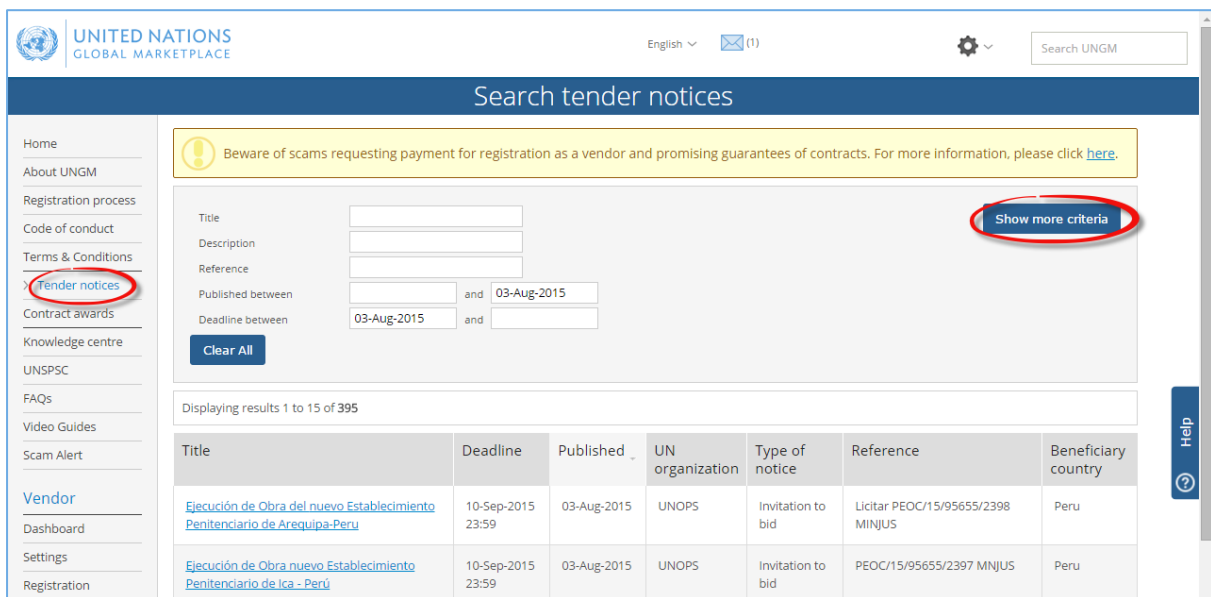 UNITED NATIONS
GLOBAL MARKETPLACE
English
(1)
Search UNGM
Search tender notices
Home
About UNGM
Registration process
Code of conduct
Terms & Conditions
Tender notices
Contract awards
Knowledge centre
UNSPSC
FAQs
Video Guides
Scam Alert
Vendor
Dashboard
Settings
Registration
Beware of scams requesting payment for registration as a vendor and promising guarantees of contracts. For more information, please click here.
Show more criteria
Title
Description
Reference
Published between and 03-Aug-2015
Deadline between 03-Aug-2015 and
Clear All
Displaying results 1 to 15 of 395
Title Deadline Published UN organization Type of notice Reference Beneficiary country
Ejecución de Obra del nuevo Establecimiento
Penitenciario de Arequipa-Peru
10-Sep-2015
23:59
03-Aug-2015
UNOPS
Invitation to
bid
Licitar PEOC/15/95655/2398
MINJUS
Peru
Ejecución de Obra nuevo Establecimiento
Penitenciario de Ica - Perú
10-Sep-2015
23:59
03-Aug-2015
UNOPS
Invitation to
bid
PEOC/15/95655/2397 MNJUS
Peru
Help